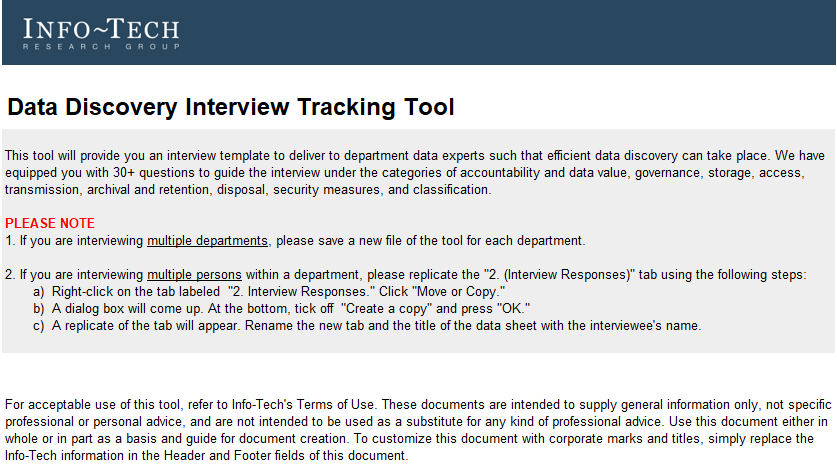 INFO~TECH
RESEARCH GROUP
Data Discovery Interview Tracking Tool
This tool will provide you an interview template to deliver to department data experts such that efficient data discovery can take place. We have
equipped you with 30+ questions to guide the interview under the categories of accountability and data value, governance, storage, access,
transmission, archival and retention, disposal, security measures, and classification.
PLEASE NOTE
1. If you are interviewing multiple departments, please save a new file of the tool for each department.
2. If you are interviewing multiple persons within a department, please replicate the "2. (Interview Responses)" tab using the following steps:
a) Right-click on the tab labeled "2. Interview Responses." Click "Move or Copy."
b) A dialog box will come up. At the bottom, tick off "Create a copy" and press "OK."
c) A replicate of the tab will appear. Rename the new tab and the title of the data sheet with the interviewee's name.
For acceptable use of this tool, refer to Info-Tech's Terms of Use. These documents are intended to supply general information only, not specific
professional or personal advice, and are not intended to be used as a substitute for any kind of professional advice. Use this document either in
whole or in part as a basis and guide for document creation. To customize this document with corporate marks and titles, simply replace the
Info-Tech information in the Header and Footer fields of this document.